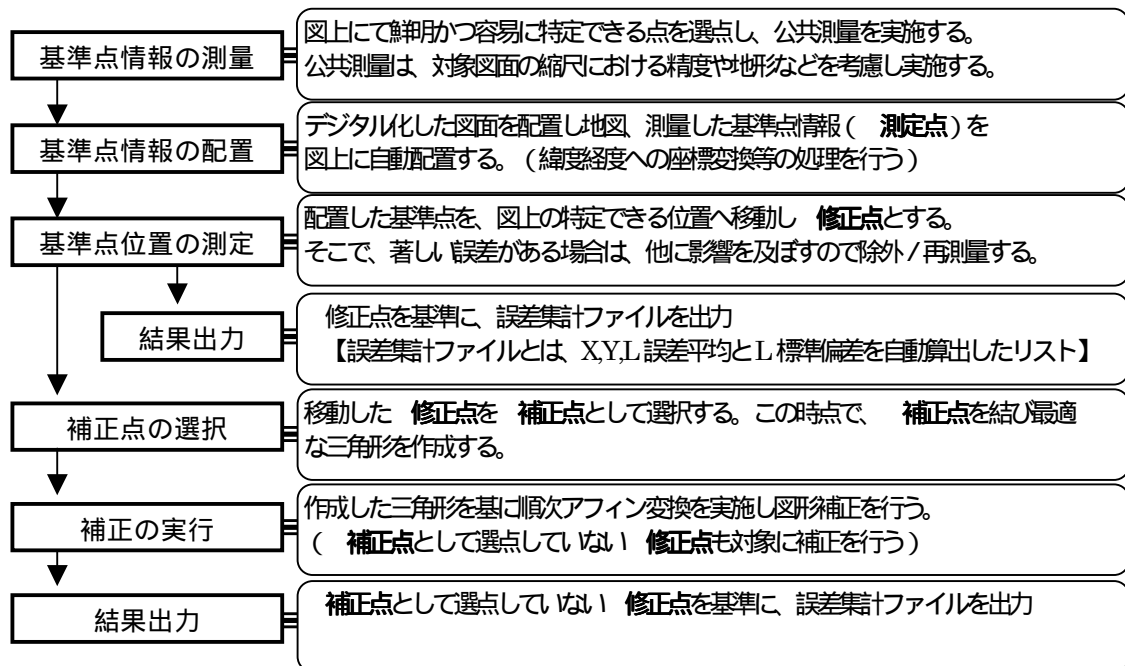 基準点情報の測量
図上にて鮮明かつ容易に特定できる点を選点し、公共測量を実施する。
公共測量は、対象図面の縮尺における精度や地形などを考慮し実施する。
基準点情報の配置
デジタル化した図面を配置し地図、測量した基準点情報( 測定点)を
図上に自動配置する。(緯度経度への座標変換等の処理を行う)
基準点位置の測定
配置した基準点を、図上の特定できる位置へ移動し 修正点とする。
そこで、著しい誤差がある場合は、他に影響を及ぼすので除外/再測量する。
結果出力
修正点を基準に、誤差集計ファイルを出力
【誤差集計ファイルとは、X,Y,L誤差平均とL標準偏差を自動算出したリスト】
補正点の選択
移動した 修正点を 補正点として選択する。この時点で、 補正点を結び最適
な三角形を作成する。
補正の実行
作成した三角形を基に順次アフィン変換を実施し図形補正を行う。
( 補正点として選点していない 修正点も対象に補正を行う)
結果出力
補正点として選点していない 修正点を基準に、誤差集計ファイルを出力